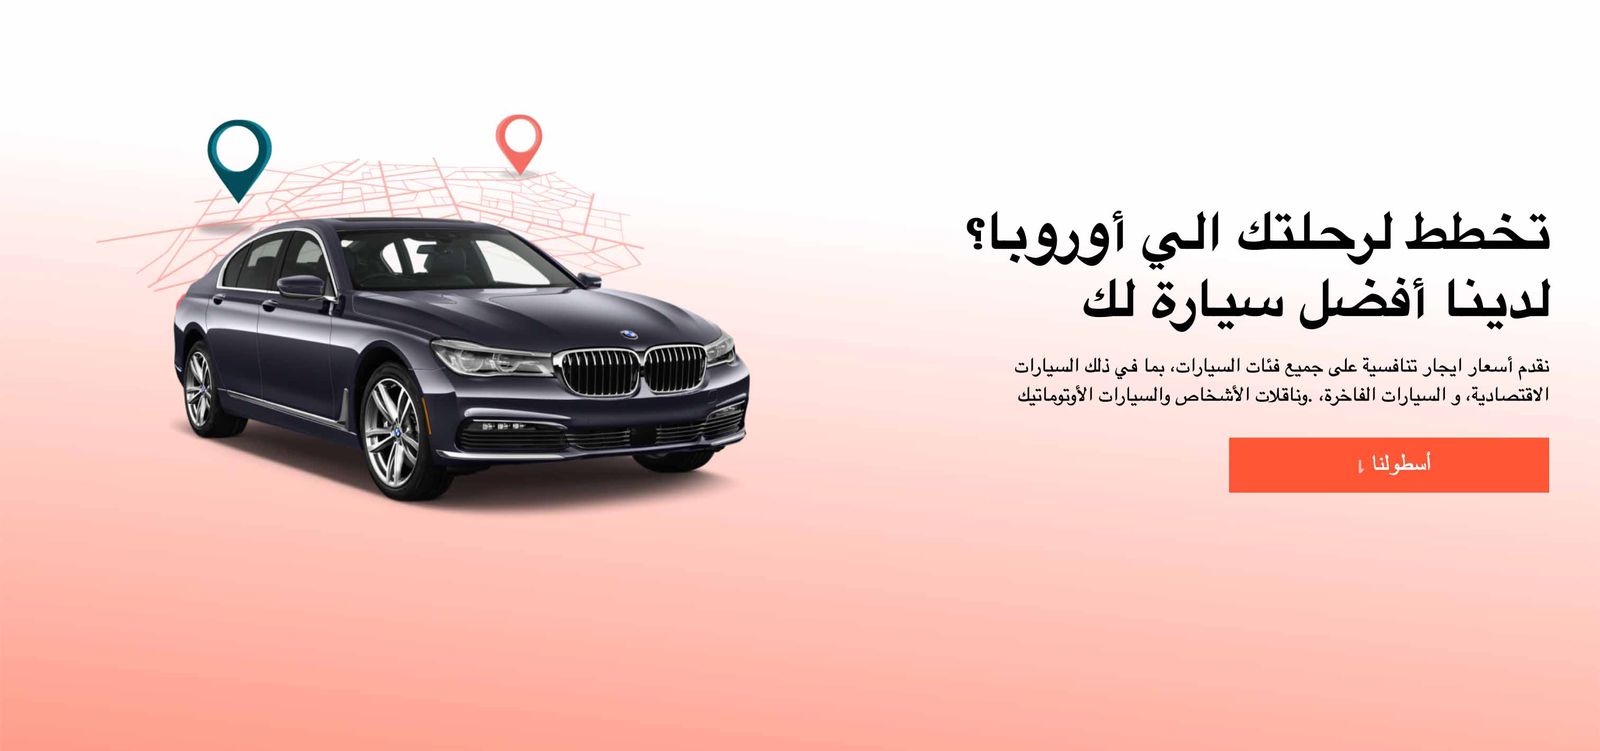 تخطط لرحلتك الي أوروبا؟
لدينا أفضل سيارة لك
نقدم أسعار ايجار تنافسية على جميع فئات السيارات، بما في ذلك السيارات
الاقتصادية، و السيارات الفاخرة، .وناقلات الأشخاص والسيارات الأوتوماتيك
أسطولنا